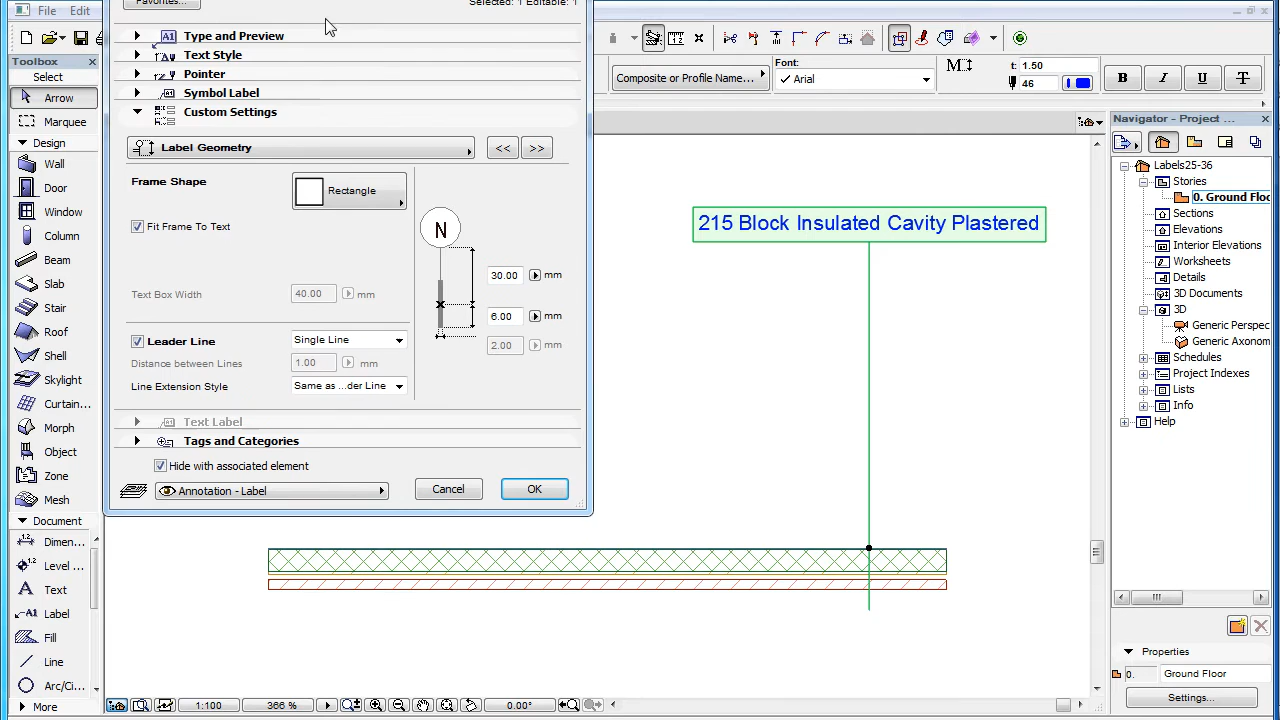 File Edit
Favorites...
Selected: 1 Editable: 1
Toolbox
Select
Arrow
Marquee
Design
Wall
Door
Window
Column
Beam
Slab
Stair
Roof
Shell
Skylight
Curtain...
Morph
Object
Zone
Mesh
Document
Dimen...
Level ...
A Text
A1 Label
Fill
Line
Arc/Ci...
More
A1 Type and Preview
Text Style
Pointer
Symbol Label
Custom Settings
Label Geometry
<< >>
Frame Shape
Rectangle
Fit Frame To Text
N
30.00 mm
Text Box Width 40.00 mm
6.00 mm
Leader Line Single Line
2.00 mm
Distance between Lines 1.00 mm
Line Extension Style Same as ...der Line
Text Label
Tags and Categories
Hide with associated element
Annotation - Label
Cancel
OK
Composite or Profile Name...
Font:
Arial
M
t: 1.50
46
B I U T
215 Block Insulated Cavity Plastered
Navigator - Project ...
Labels25-36
Stories
0. Ground Floo
Sections
Elevations
Interior Elevations
Worksheets
Details
3D Documents
3D
Generic Perspec
Generic Axonom
Schedules
Project Indexes
Lists
Info
Help
Properties
0. Ground Floor
Settings...
1:100
366 %
0.00°